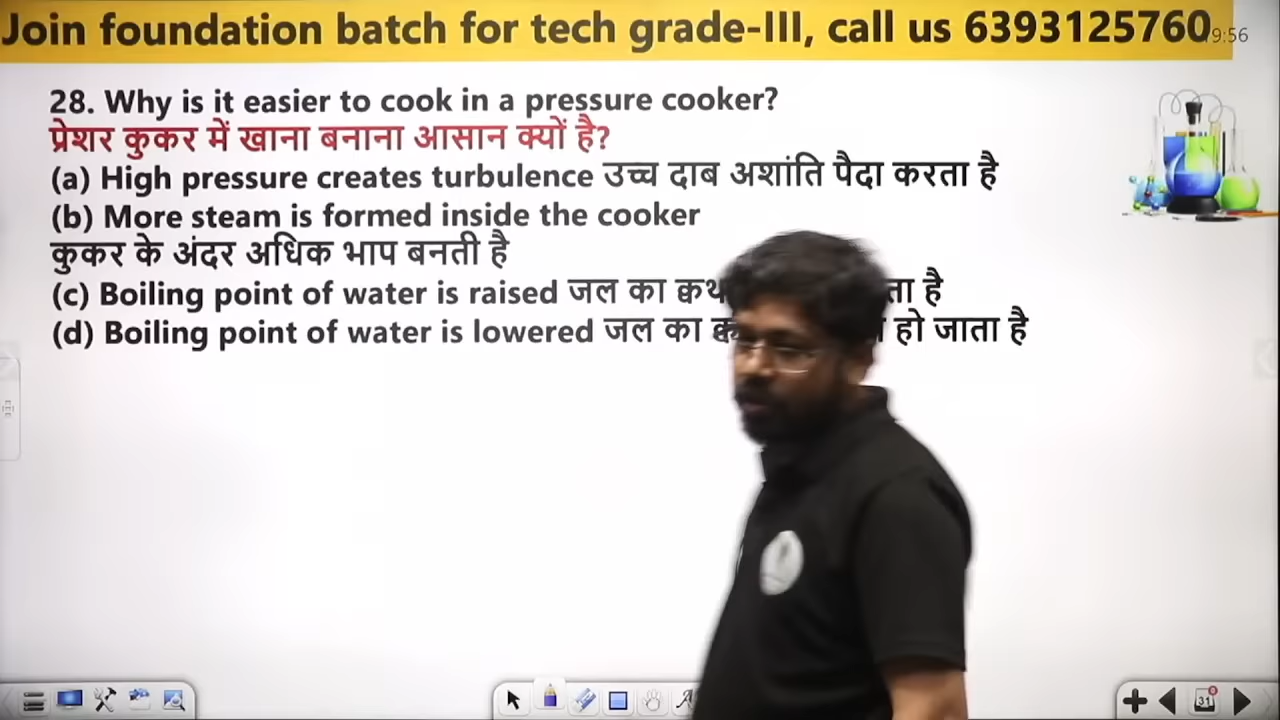 Join foundation batch for tech grade-III, call us 6393125760
9:56
28. Why is it easier to cook in a pressure cooker?
प्रेशर कुकर में खाना बनाना आसान क्यों है?
(a) High pressure creates turbulence उच्च दाब अशांति पैदा करता है
(b) More steam is formed inside the cooker
कुकर के अंदर अधिक भाप बनती है
(c) Boiling point of water is raised जल का है
(d) Boiling point of water is lowered जल का हो जाता है
31